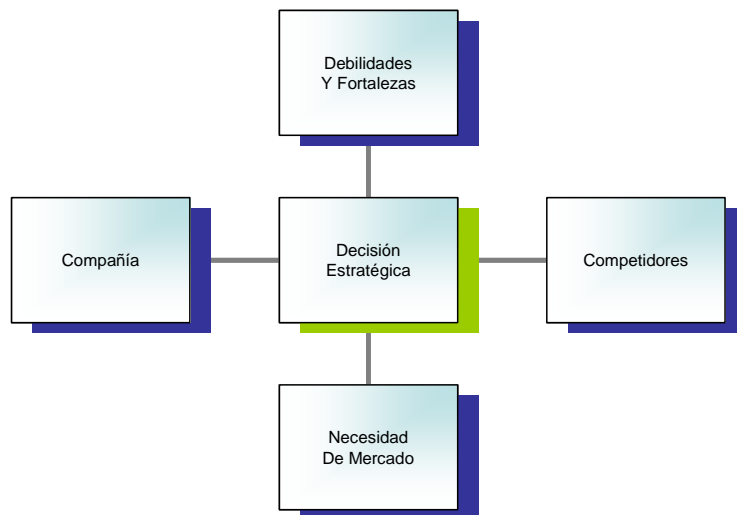 Debilidades
Y Fortalezas
Compañía
Decisión
Estratégica
Competidores
Necesidad
De Mercado